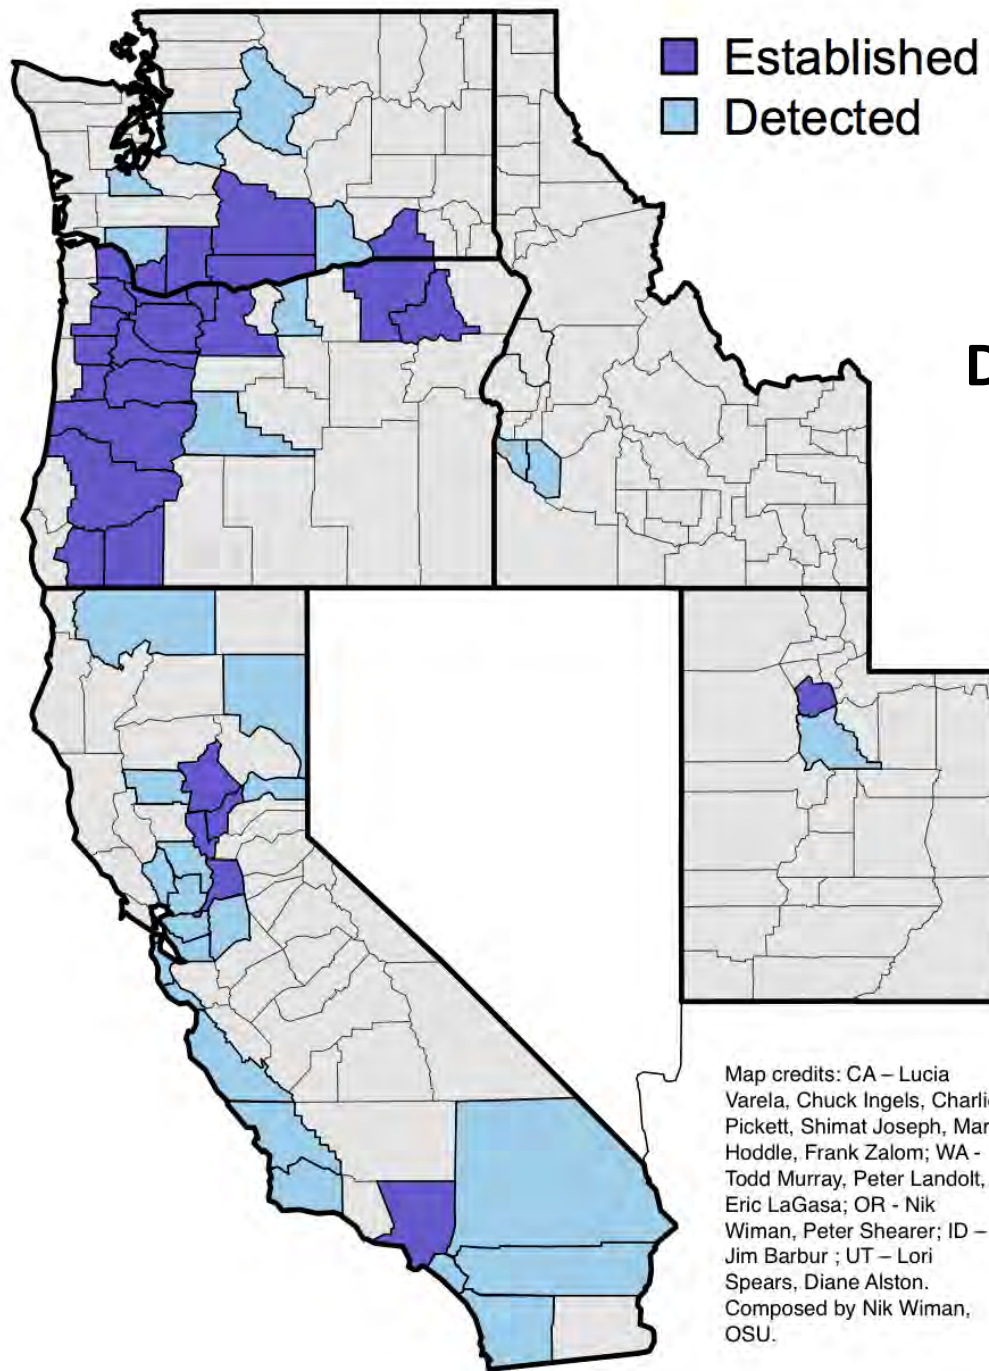 Established
Detected
D
Map credits: CA – Lucia
Varela, Chuck Ingels, Charlie
Pickett, Shimat Joseph, Mar
Hoddle, Frank Zalom; WA -
Todd Murray, Peter Landolt,
Eric LaGasa; OR - Nik
Wiman, Peter Shearer; ID –
Jim Barbur ; UT – Lori
Spears, Diane Alston.
Composed by Nik Wiman,
OSU.